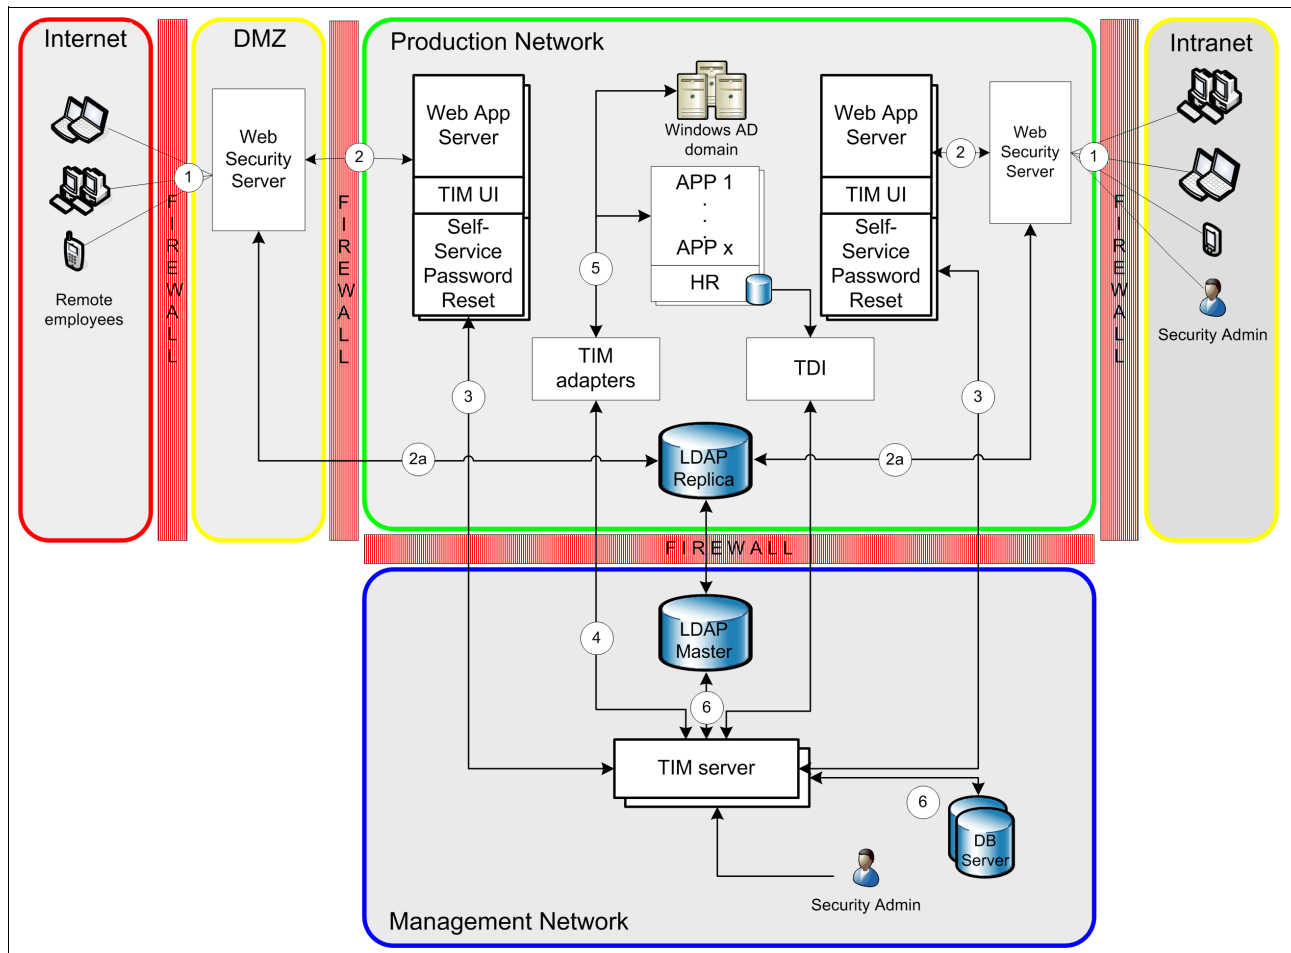 Internet
DMZ
Production Network
Intranet
Web
Security
Server
Web App
Server
TIM UI
Self-
Service
Password
Reset
Windows AD
domain
APP 1
.
.
.
APP x
HR
Web App
Server
TIM UI
Self-
Service
Password
Reset
Web
Security
Server
1
2
2
1
F I R E W A L L
F I R E W A L L
F I R E W A L L
Remote
employees
Security Admin
5
TIM
adapters
TDI
3
3
2a
2a
LDAP
Replica
F I R E W A L L
LDAP
Master
4
6
TIM server
6
DB
Server
Security Admin
Management Network